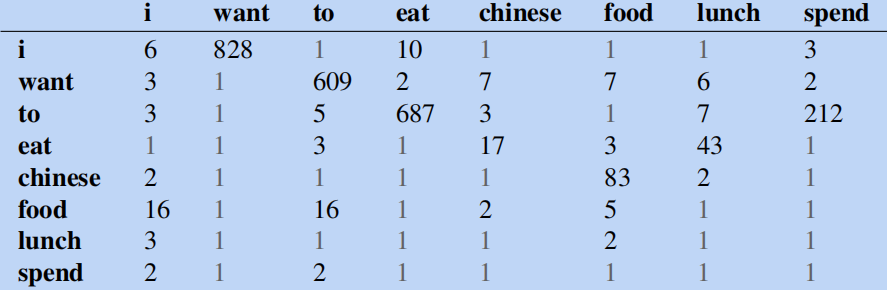 i want to eat chinese food lunch spend
i 6 828 1 10 1 1 1 3
want 3 1 609 2 7 7 6 2
to 3 1 5 687 3 1 7 212
eat 1 1 3 1 17 3 43 1
chinese 2 1 1 1 1 83 2 1
food 16 1 16 1 2 5 1 1
lunch 3 1 1 1 1 2 1 1
spend 2 1 2 1 1 1 1 1